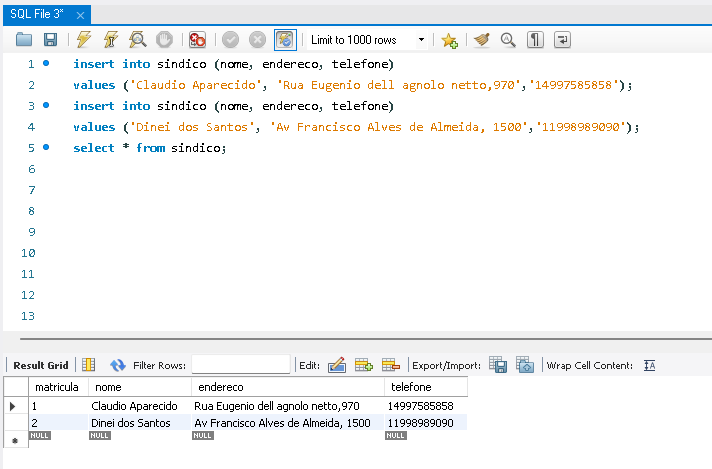 SQL File 3*
Limit to 1000 rows
1 insert into sindico (nome, endereco, telefone)
2 values ('Claudio Aparecido', 'Rua Eugenio dell agnolo netto,970','14997585858');
3 insert into sindico (nome, endereco, telefone)
4 values ('Dinei dos Santos', 'Av Francisco Alves de Almeida, 1500','11998989090');
5 select * from sindico;
6
7
8
9
10
11
12
13
Result Grid Filter Rows: Edit: Export/Import: Wrap Cell Content:
matricula nome endereco telefone
1 Claudio Aparecido Rua Eugenio dell agnolo netto,970 14997585858
2 Dinei dos Santos Av Francisco Alves de Almeida, 1500 11998989090
NULL NULL NULL NULL